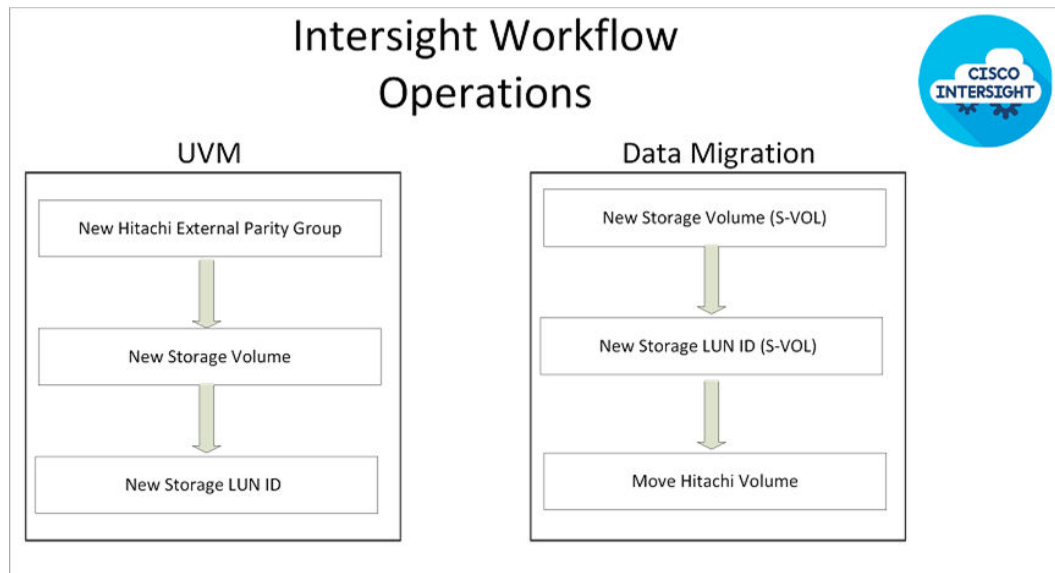 Intersight Workflow
Operations
CISCO
INTERSIGHT
UVM
New Hitachi External Parity Group
New Storage Volume
New Storage LUN ID
Data Migration
New Storage Volume (S-VOL)
New Storage LUN ID (S-VOL)
Move Hitachi Volume